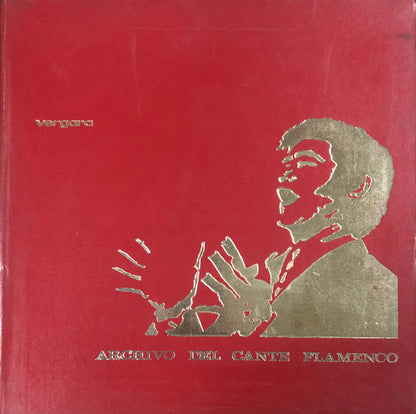 vergara
ARCHIVO DEL CANTE FLAMENCO